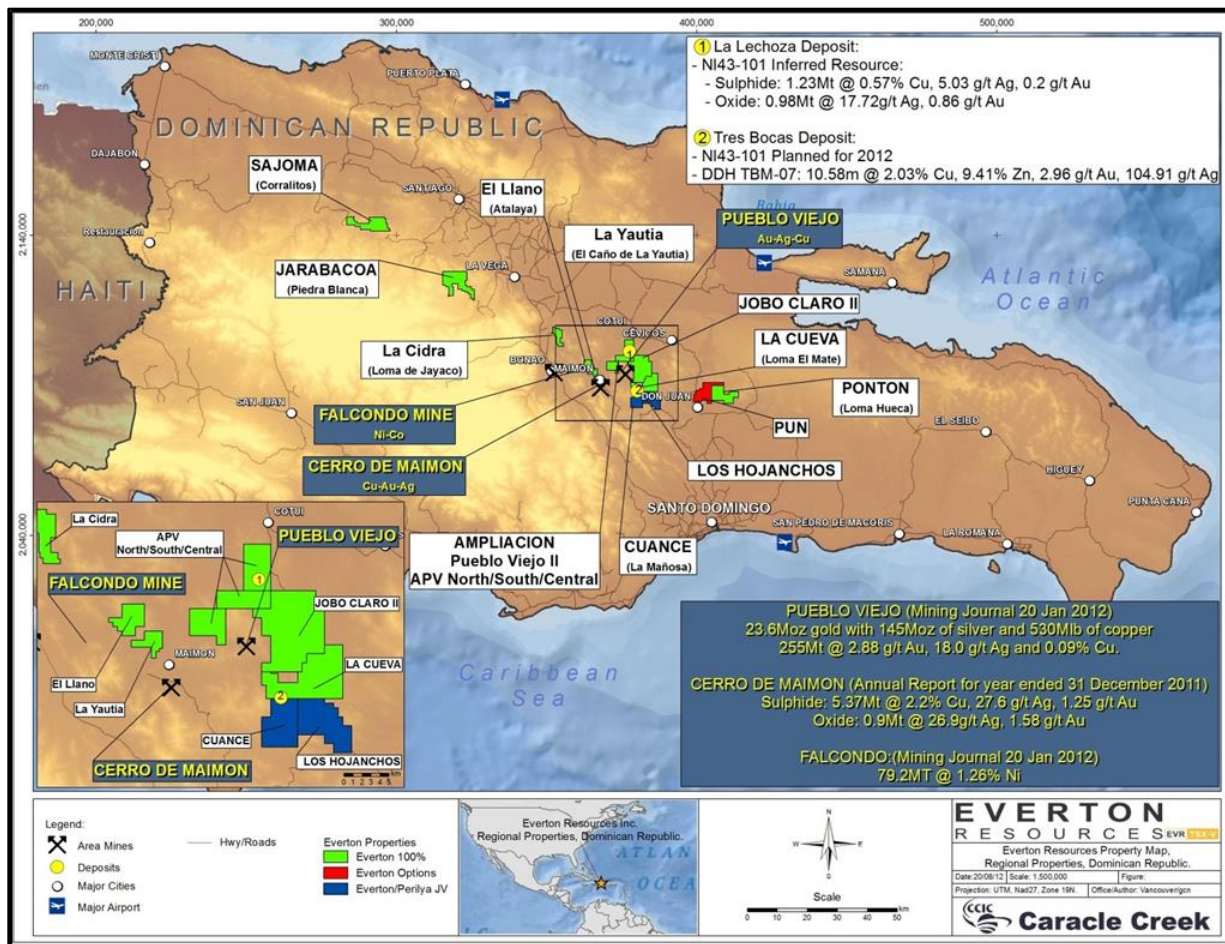 200,000
300,000
400,000
500,000
2,140,000
2,040,000
MONTE CRISTI
PUERTO PLATA
DOMINICAN REPUBLIC
DAJABON
SAJOMA
(Corralitos)
SANTIAGO
El Llano
(Atalaya)
Restauracion
La Yautia
(El Caño de La Yautia)
PUEBLO VIEJO
Au-Ag-Cu
Bahia
SAMANA
Atlantic
Ocean
HAITI
JARABACOA
(Piedra Blanca)
LA VEGA
JOBO CLARO II
COTUI
CEVICOS
LA CUEVA
(Loma El Mate)
La Cidra
(Loma de Jayaco)
BONAO
MAIMON
1
2
DON JUAN
PONTON
(Loma Hueca)
SAN JUAN
FALCONDO MINE
Ni-Co
PUN
EL SEIBO
CERRO DE MAIMON
Cu-Au-Ag
LOS HOJANCHOS
HIGUEY
PUNTA CANA
SANTO DOMINGO
SAN PEDRO DE MACORIS
LA ROMANA
AMPLIACION
Pueblo Viejo II
APV North/South/Central
CUANCE
(La Mañosa)
Caribbean
Sea
1 La Lechoza Deposit:
- NI43-101 Inferred Resource:
- Sulphide: 1.23Mt @ 0.57% Cu, 5.03 g/t Ag, 0.2 g/t Au
- Oxide: 0.98Mt @ 17.72g/t Ag, 0.86 g/t Au
2 Tres Bocas Deposit:
- NI43-101 Planned for 2012
- DDH TBM-07: 10.58m @ 2.03% Cu, 9.41% Zn, 2.96 g/t Au, 104.91 g/t Ag
La Cidra
COTUI
APV
North/South/Central
PUEBLO VIEJO
FALCONDO MINE
1
JOBO CLARO II
MAIMON
LA CUEVA
El Llano
2
La Yautia
CUANCE
LOS HOJANCHOS
CERRO DE MAIMON
km
0 1 2 3 4 5
PUEBLO VIEJO (Mining Journal 20 Jan 2012)
23.6Moz gold with 145Moz of silver and 530Mlb of copper
255Mt @ 2.88 g/t Au, 18.0 g/t Ag and 0.09% Cu.
CERRO DE MAIMON (Annual Report for year ended 31 December 2011)
Sulphide: 5.37Mt @ 2.2% Cu, 27.6 g/t Ag, 1.25 g/t Au
Oxide: 0.9Mt @ 26.9g/t Ag, 1.58 g/t Au
FALCONDO:(Mining Journal 20 Jan 2012)
79.2MT @ 1.26% Ni
Legend:
Area Mines
Deposits
Major Cities
Major Airport
Hwy/Roads
Everton Properties
Everton 100%
Everton Options
Everton/Perilya JV
Everton Resources Inc.
Regional Properties, Dominican Republic.
ATLAN
OCEA
N
W
E
S
Scale
km
0 10 20 30 40 50
EVERTON
RESOURCES EVR TSX-V
Everton Resources Property Map,
Regional Properties, Dominican Republic.
Date:20/08/12 Scale: 1,500,000 Figure:
Projection: UTM, Nad27, Zone 19N. Office/Author: Vancouver/gcn
CCIC
Caracle Creek